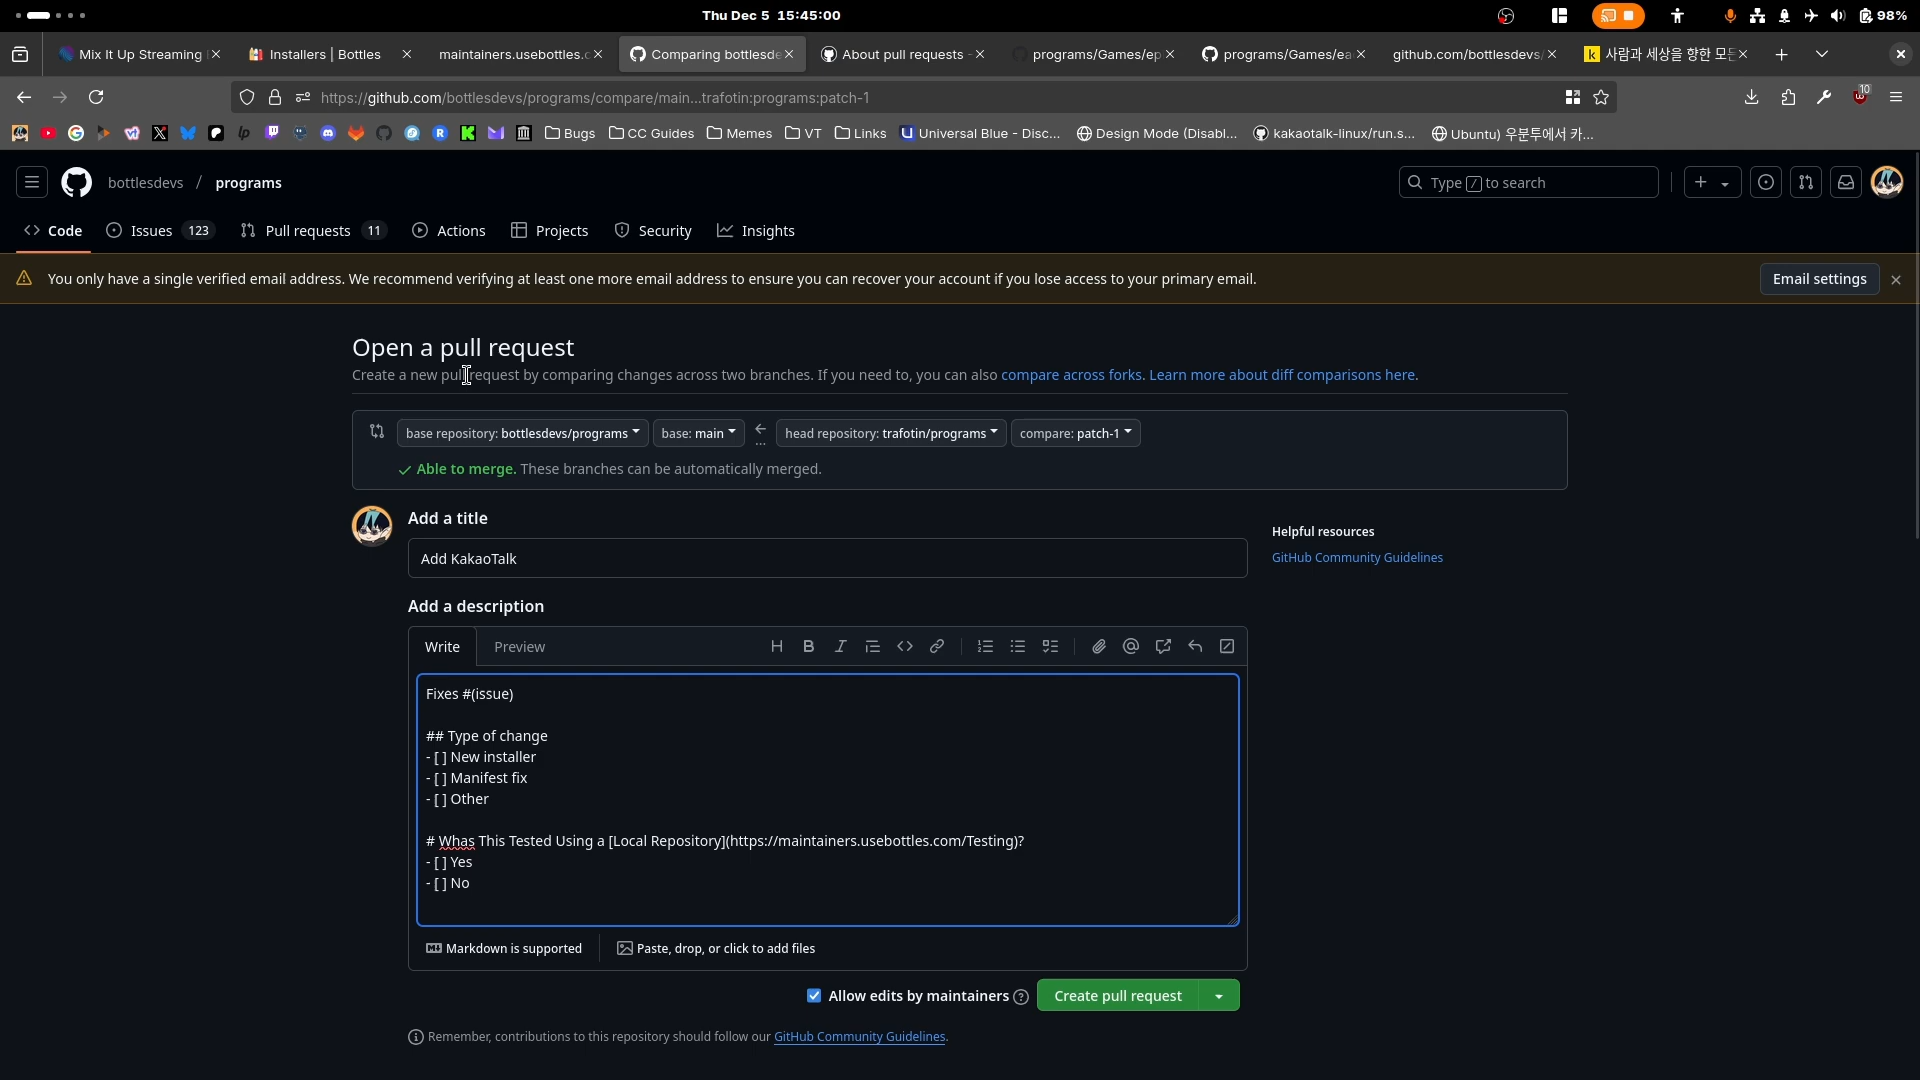 Thu Dec 5 15:45:00
98%
Mix It Up Streaming
Installers | Bottles
maintainers.usebottles.c
Comparing bottlesde
About pull requests -
programs/Games/ep
programs/Games/ea
github.com/bottlesdevs/
k 사람과 세상을 향한 모든
https://github.com/bottlesdevs/programs/compare/main...trafotin:programs:patch-1
10
Bugs
CC Guides
Memes
VT
Links
Universal Blue - Disc...
Design Mode (Disabl...
kakaotalk-linux/run.s...
Ubuntu) 우분투에서 카...
bottlesdevs / programs
Type / to search
Code
Issues 123
Pull requests 11
Actions
Projects
Security
Insights
You only have a single verified email address. We recommend verifying at least one more email address to ensure you can recover your account if you lose access to your primary email.
Email settings
Open a pull request
Create a new pull request by comparing changes across two branches. If you need to, you can also compare across forks. Learn more about diff comparisons here.
base repository: bottlesdevs/programs
base: main
...
head repository: trafotin/programs
compare: patch-1
Able to merge. These branches can be automatically merged.
Add a title
Add KakaoTalk
Helpful resources
GitHub Community Guidelines
Add a description
Write
Preview
Fixes #(issue)
## Type of change
- [ ] New installer
- [ ] Manifest fix
- [ ] Other
# Whas This Tested Using a [Local Repository](https://maintainers.usebottles.com/Testing)?
- [ ] Yes
- [ ] No
Markdown is supported
Paste, drop, or click to add files
Allow edits by maintainers
Create pull request
Remember, contributions to this repository should follow our GitHub Community Guidelines.